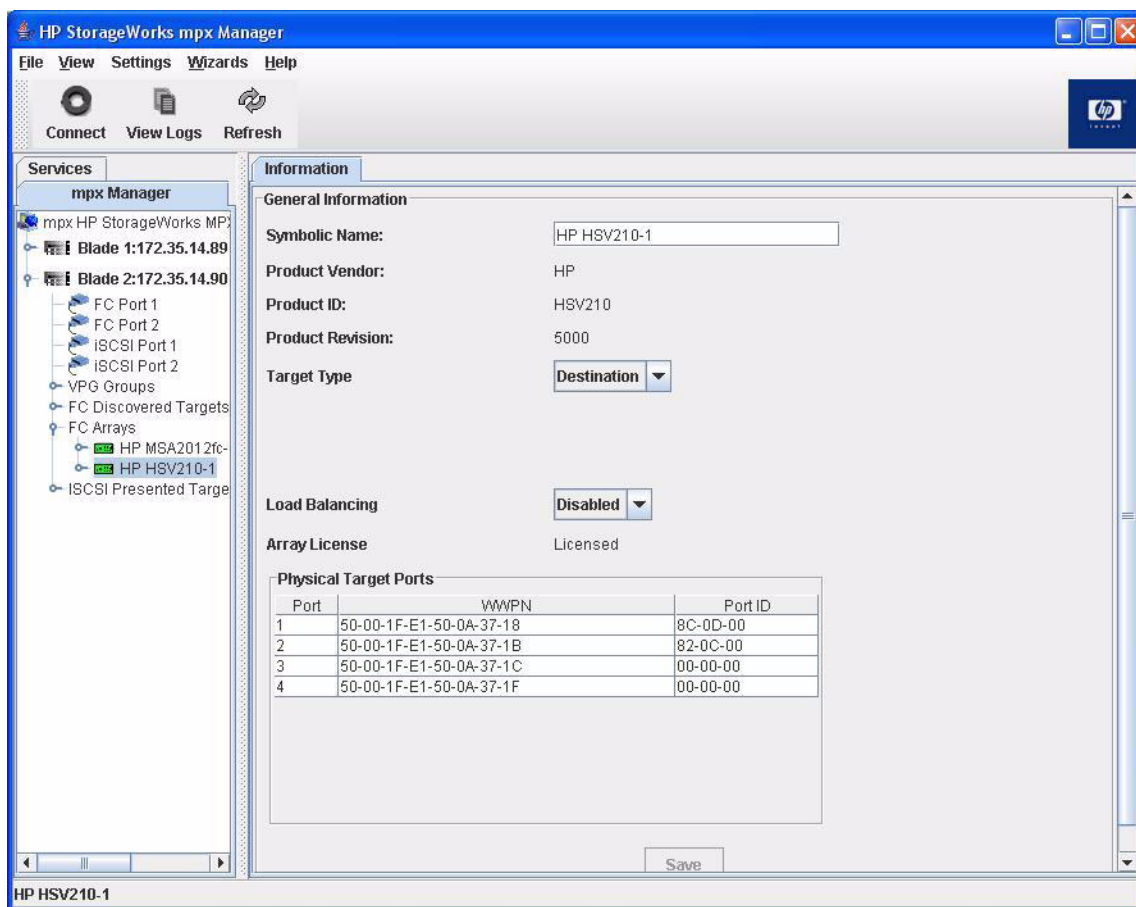 HP StorageWorks mpx Manager
File View Settings Wizards Help
Connect View Logs Refresh
hp
invent
Services
mpx Manager
mpx HP StorageWorks MP
Blade 1:172.35.14.89
Blade 2:172.35.14.90
FC Port 1
FC Port 2
iSCSI Port 1
iSCSI Port 2
VPG Groups
FC Discovered Targets
FC Arrays
HP MSA2012fc-
HP HSV210-1
ISCSI Presented Targe
Information
General Information
Symbolic Name: HP HSV210-1
Product Vendor: HP
Product ID: HSV210
Product Revision: 5000
Target Type Destination
Load Balancing Disabled
Array License Licensed
Physical Target Ports
Port WWPN Port ID
1 50-00-1F-E1-50-0A-37-18 8C-0D-00
2 50-00-1F-E1-50-0A-37-1B 82-0C-00
3 50-00-1F-E1-50-0A-37-1C 00-00-00
4 50-00-1F-E1-50-0A-37-1F 00-00-00
Save
HP HSV210-1